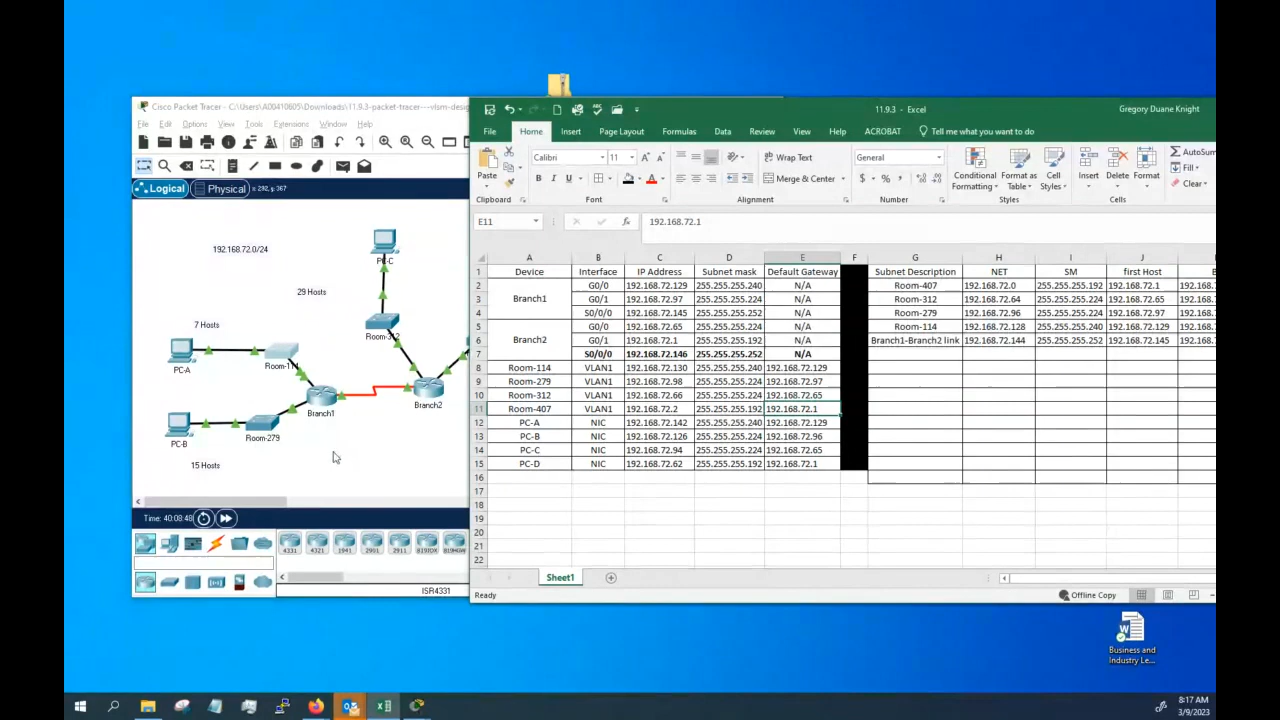 Cisco Packet Tracer - C:\Users\A00410605\Downloads\11.9.3-packet-tracer---vlsm-desig
File Edit Options View Tools Extensions Window Help
Logical Physical x: 292, y: 367
192.168.72.0/24
PC-C
29 Hosts
7 Hosts
PC-A
Branch1
Branch2
PC-B
Room-279
15 Hosts
Time: 40:08:48
4331 4321 1941 2901 2911 819IOX 819HGW
ISR4331
11.9.3 - Excel
Gregory Duane Knight
File Home Insert Page Layout Formulas Data Review View Help ACROBAT Tell me what you want to do
Paste
Calibri 11
Wrap Text
Merge & Center
General
Conditional Formatting
Format as Table
Cell Styles
Insert Delete Format
AutoSum
Fill
Clear
Clipboard Font Alignment Number Styles Cells
E11 192.168.72.1
A B C D E F G H I J
1 Device Interface IP Address Subnet mask Default Gateway Subnet Description NET SM first Host
2 Branch1 G0/0 192.168.72.129 255.255.255.240 N/A Room-407 192.168.72.0 255.255.255.192 192.168.72.1
3 G0/1 192.168.72.97 255.255.255.224 N/A Room-312 192.168.72.64 255.255.255.224 192.168.72.65
4 S0/0/0 192.168.72.145 255.255.255.252 N/A Room-279 192.168.72.96 255.255.255.224 192.168.72.97
5 Branch2 G0/0 192.168.72.65 255.255.255.224 N/A Room-114 192.168.72.128 255.255.255.240 192.168.72.129
6 G0/1 192.168.72.1 255.255.255.192 N/A Branch1-Branch2 link 192.168.72.144 255.255.255.252 192.168.72.145
7 S0/0/0 192.168.72.146 255.255.255.252 N/A
8 Room-114 VLAN1 192.168.72.130 255.255.255.240 192.168.72.129
9 Room-279 VLAN1 192.168.72.98 255.255.255.224 192.168.72.97
10 Room-312 VLAN1 192.168.72.66 255.255.255.224 192.168.72.65
11 Room-407 VLAN1 192.168.72.2 255.255.255.192 192.168.72.1
12 PC-A NIC 192.168.72.142 255.255.255.240 192.168.72.129
13 PC-B NIC 192.168.72.126 255.255.255.224 192.168.72.96
14 PC-C NIC 192.168.72.94 255.255.255.224 192.168.72.65
15 PC-D NIC 192.168.72.62 255.255.255.192 192.168.72.1
16
17
18
19
20
21
22
Sheet1
Ready
Offline Copy
Business and
Industry Le...
8:17 AM
3/9/2023